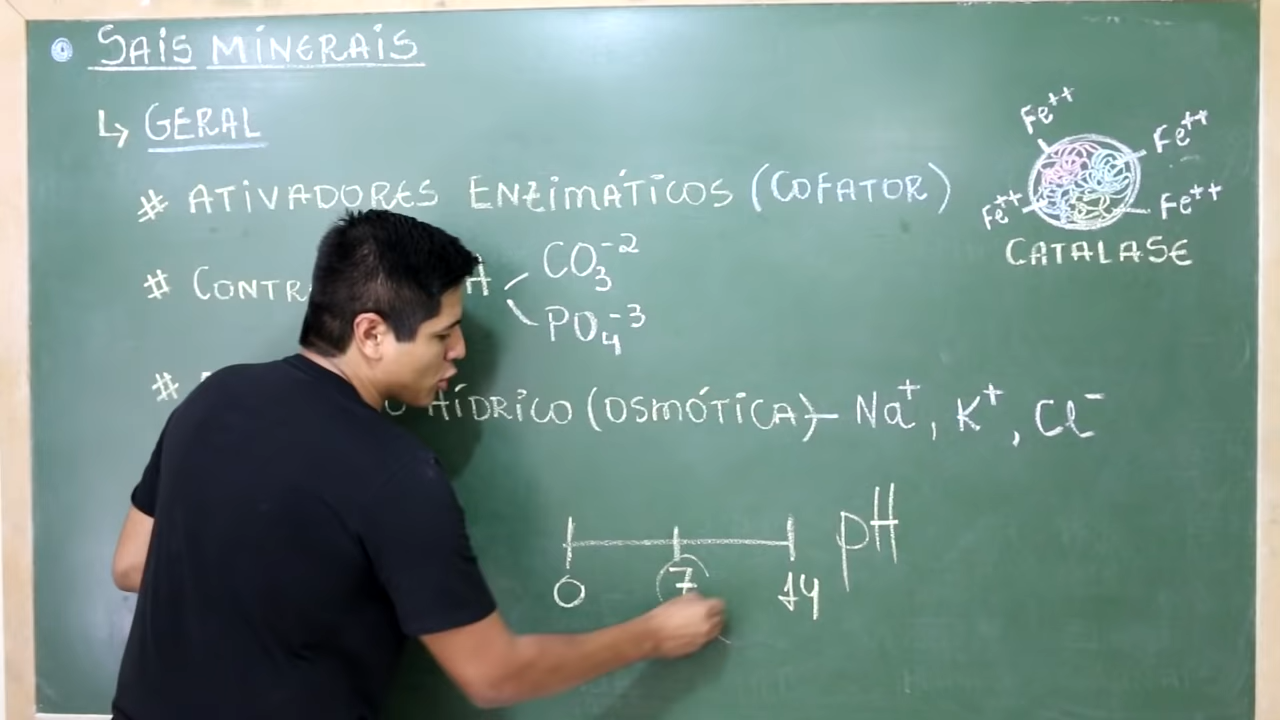 SAIS MINERAIS
↳ GERAL
# ATIVADORES ENZIMÁTICOS (COFATOR)
Fe⁺⁺
Fe⁺⁺
Fe⁺⁺
Fe⁺⁺
CATALASE
#
CO₃⁻²
PO₄⁻³
# HÍDRICO (OSMÓTICA) – Na⁺, K⁺, Cl⁻
pH
0 7 14